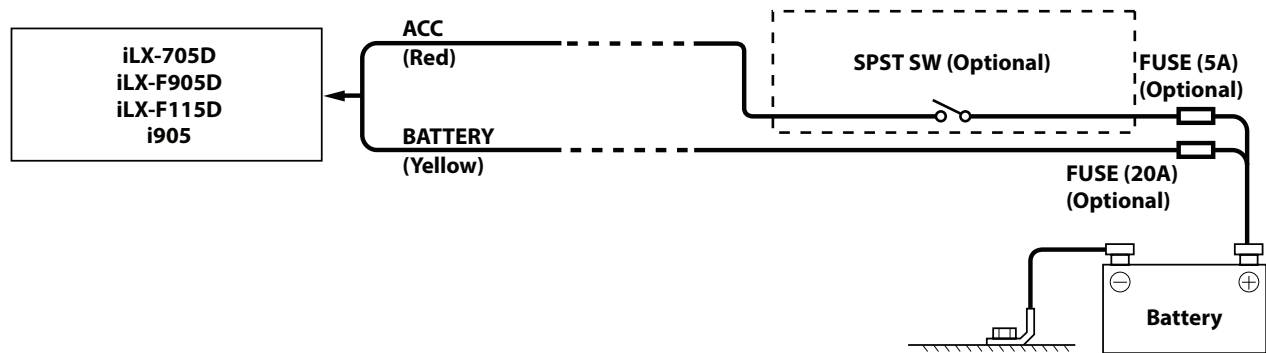 iLX-705D
iLX-F905D
iLX-F115D
i905
ACC
(Red)
BATTERY
(Yellow)
SPST SW (Optional)
FUSE (5A)
(Optional)
FUSE (20A)
(Optional)
Battery